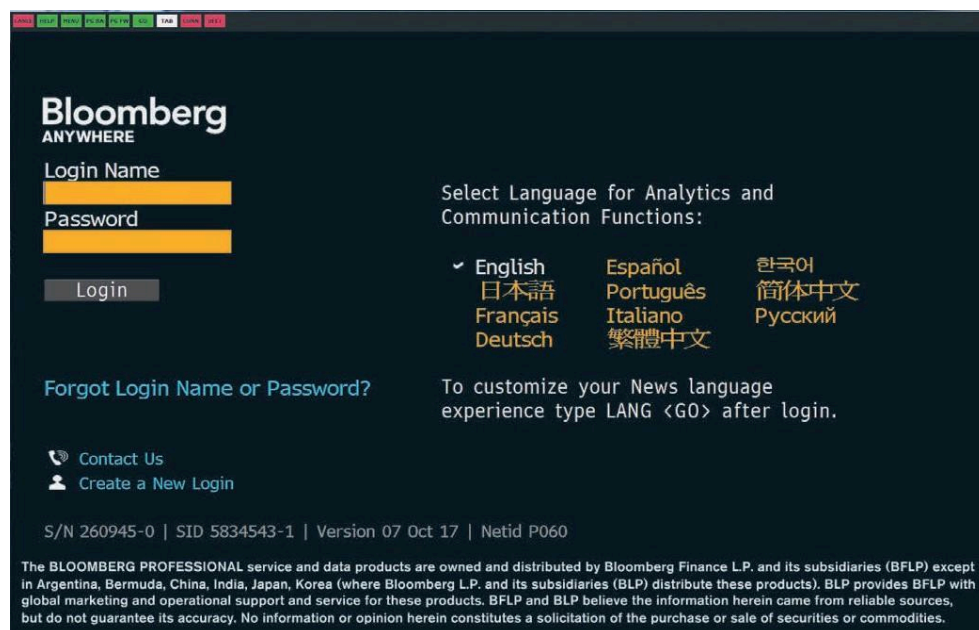 HELP MENU GO TAB
Bloomberg
ANYWHERE
Login Name
Password
Login
Select Language for Analytics and
Communication Functions:
English Español 한국어
日本語 Português 简体中文
Français Italiano Русский
Deutsch 繁體中文
Forgot Login Name or Password?
To customize your News language
experience type LANG <GO> after login.
Contact Us
Create a New Login
S/N 260945-0 | SID 5834543-1 | Version 07 Oct 17 | Netid P060
The BLOOMBERG PROFESSIONAL service and data products are owned and distributed by Bloomberg Finance L.P. and its subsidiaries (BFLP) except
in Argentina, Bermuda, China, India, Japan, Korea (where Bloomberg L.P. and its subsidiaries (BLP) distribute these products). BLP provides BFLP with
global marketing and operational support and service for these products. BFLP and BLP believe the information herein came from reliable sources,
but do not guarantee its accuracy. No information or opinion herein constitutes a solicitation of the purchase or sale of securities or commodities.